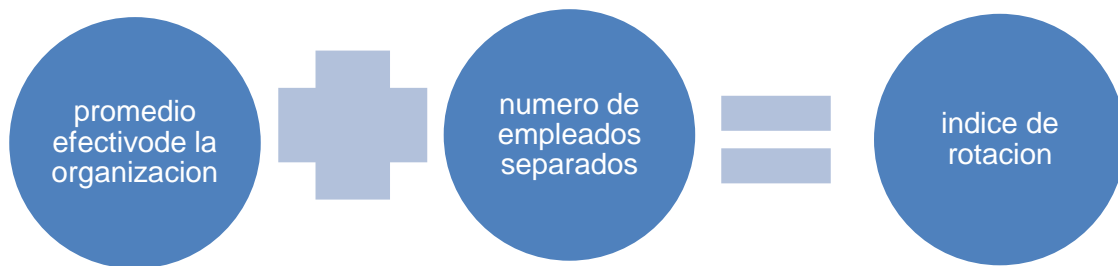 promedio
efectivode la
organizacion
numero de
empleados
separados
indice de
rotacion